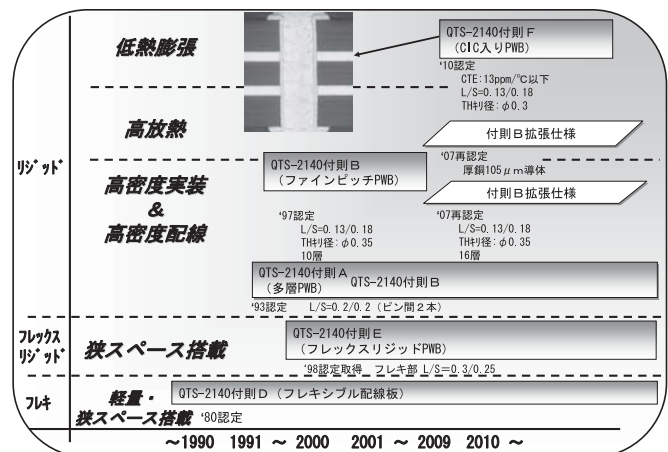 低熱膨張
QTS-2140付則F
(CIC入りPWB)
'10認定
CTE:13ppm/℃以下
L/S=0.13/0.18
THｷﾘ径:φ0.3
高放熱
付則B拡張仕様
'07再認定
厚銅105μm導体
ﾘｼﾞｯﾄﾞ
高密度実装
&
高密度配線
QTS-2140付則B
(ファインピッチPWB)
付則B拡張仕様
'97認定
L/S=0.13/0.18
THｷﾘ径:φ0.35
10層
'07再認定
L/S=0.13/0.18
THｷﾘ径:φ0.35
16層
QTS-2140付則A
(多層PWB)
QTS-2140付則B
'93認定 L/S=0.2/0.2(ピン間2本)
ﾌﾚｯｸｽ
ﾘｼﾞｯﾄﾞ
狭スペース搭載
QTS-2140付則E
(フレックスリジッドPWB)
'98認定取得 フレキ部 L/S=0.3/0.25
ﾌﾚｷ
軽量・
狭スペース搭載
QTS-2140付則D(フレキシブル配線板)
'80認定
～1990 1991 ～ 2000 2001 ～ 2009 2010 ～